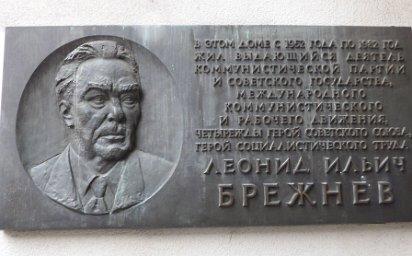 В ЭТОМ ДОМЕ С 1952 ГОДА ПО 1982 ГОД
ЖИЛ ВЫДАЮЩИЙСЯ ДЕЯТЕЛЬ
КОММУНИСТИЧЕСКОЙ ПАРТИИ
И СОВЕТСКОГО ГОСУДАРСТВА,
МЕЖДУНАРОДНОГО
КОММУНИСТИЧЕСКОГО
И РАБОЧЕГО ДВИЖЕНИЯ,
ЧЕТЫРЕЖДЫ ГЕРОЙ СОВЕТСКОГО СОЮЗА,
ГЕРОЙ СОЦИАЛИСТИЧЕСКОГО ТРУДА
ЛЕОНИД ИЛЬИЧ
БРЕЖНЕВ